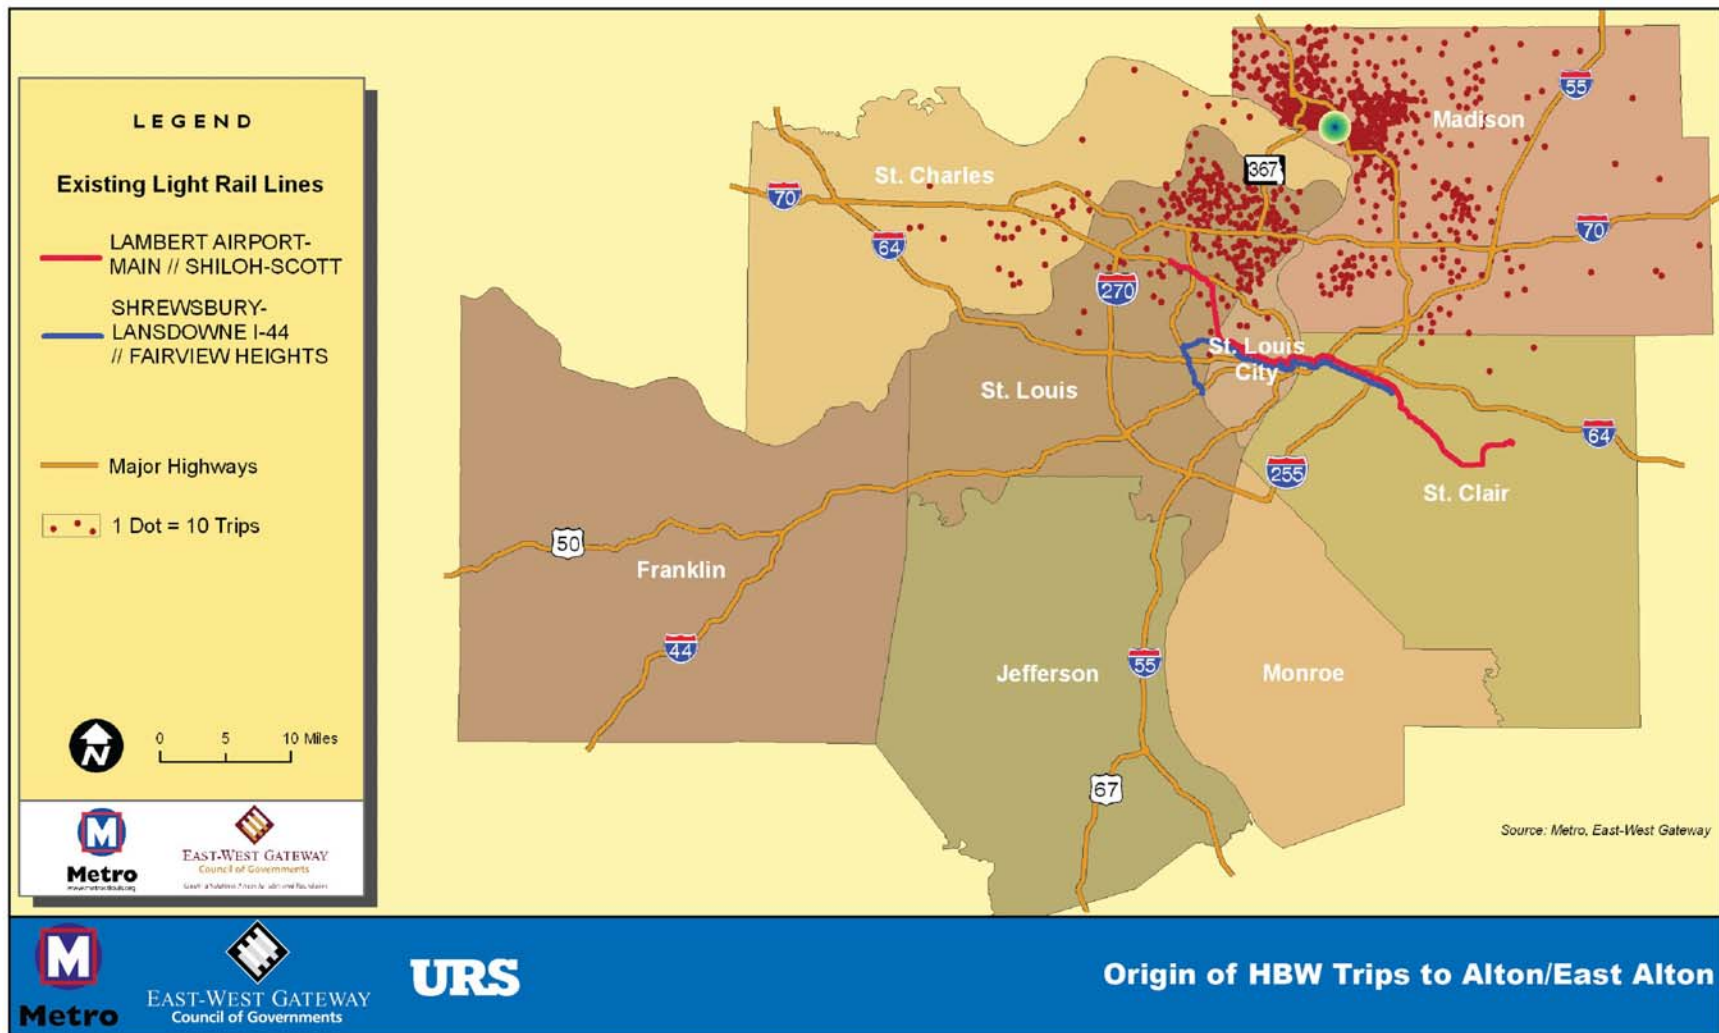 LEGEND
Existing Light Rail Lines
LAMBERT AIRPORT-
MAIN // SHILOH-SCOTT
SHREWSBURY-
LANSDOWNE I-44
// FAIRVIEW HEIGHTS
Major Highways
1 Dot = 10 Trips
N
0 5 10 Miles
M
Metro
EAST-WEST GATEWAY
Council of Governments
55
Madison
367
St. Charles
70
64
70
270
St. Louis
City
St. Louis
64
255
St. Clair
50
Franklin
44
Jefferson
55
Monroe
67
Source: Metro, East-West Gateway
M
Metro
EAST-WEST GATEWAY
Council of Governments
URS
Origin of HBW Trips to Alton/East Alton